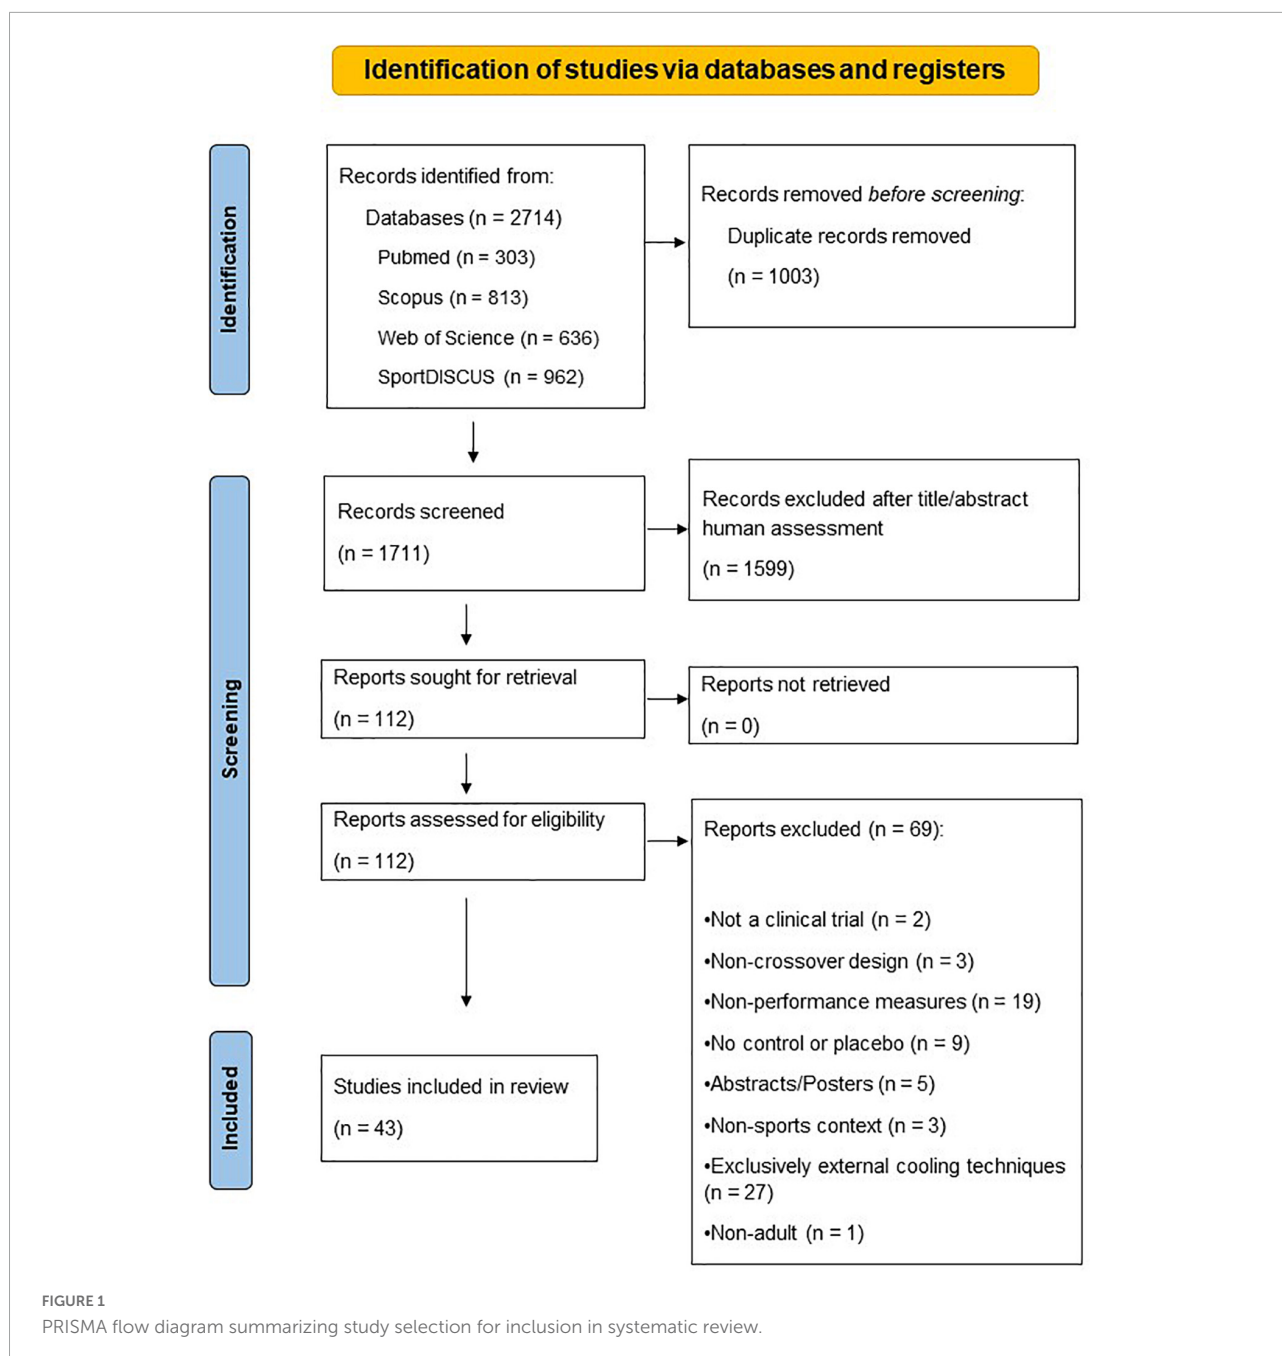 Identification of studies via databases and registers
Identification
Records identified from:
Databases (n = 2714)
Pubmed (n = 303)
Scopus (n = 813)
Web of Science (n = 636)
SportDISCUS (n = 962)
Records removed before screening:
Duplicate records removed
(n = 1003)
Screening
Records screened
(n = 1711)
Records excluded after title/abstract
human assessment
(n = 1599)
Reports sought for retrieval
(n = 112)
Reports not retrieved
(n = 0)
Reports assessed for eligibility
(n = 112)
Reports excluded (n = 69):
•Not a clinical trial (n = 2)
•Non-crossover design (n = 3)
•Non-performance measures (n = 19)
•No control or placebo (n = 9)
•Abstracts/Posters (n = 5)
•Non-sports context (n = 3)
•Exclusively external cooling techniques
(n = 27)
•Non-adult (n = 1)
Included
Studies included in review
(n = 43)
FIGURE 1
PRISMA flow diagram summarizing study selection for inclusion in systematic review.